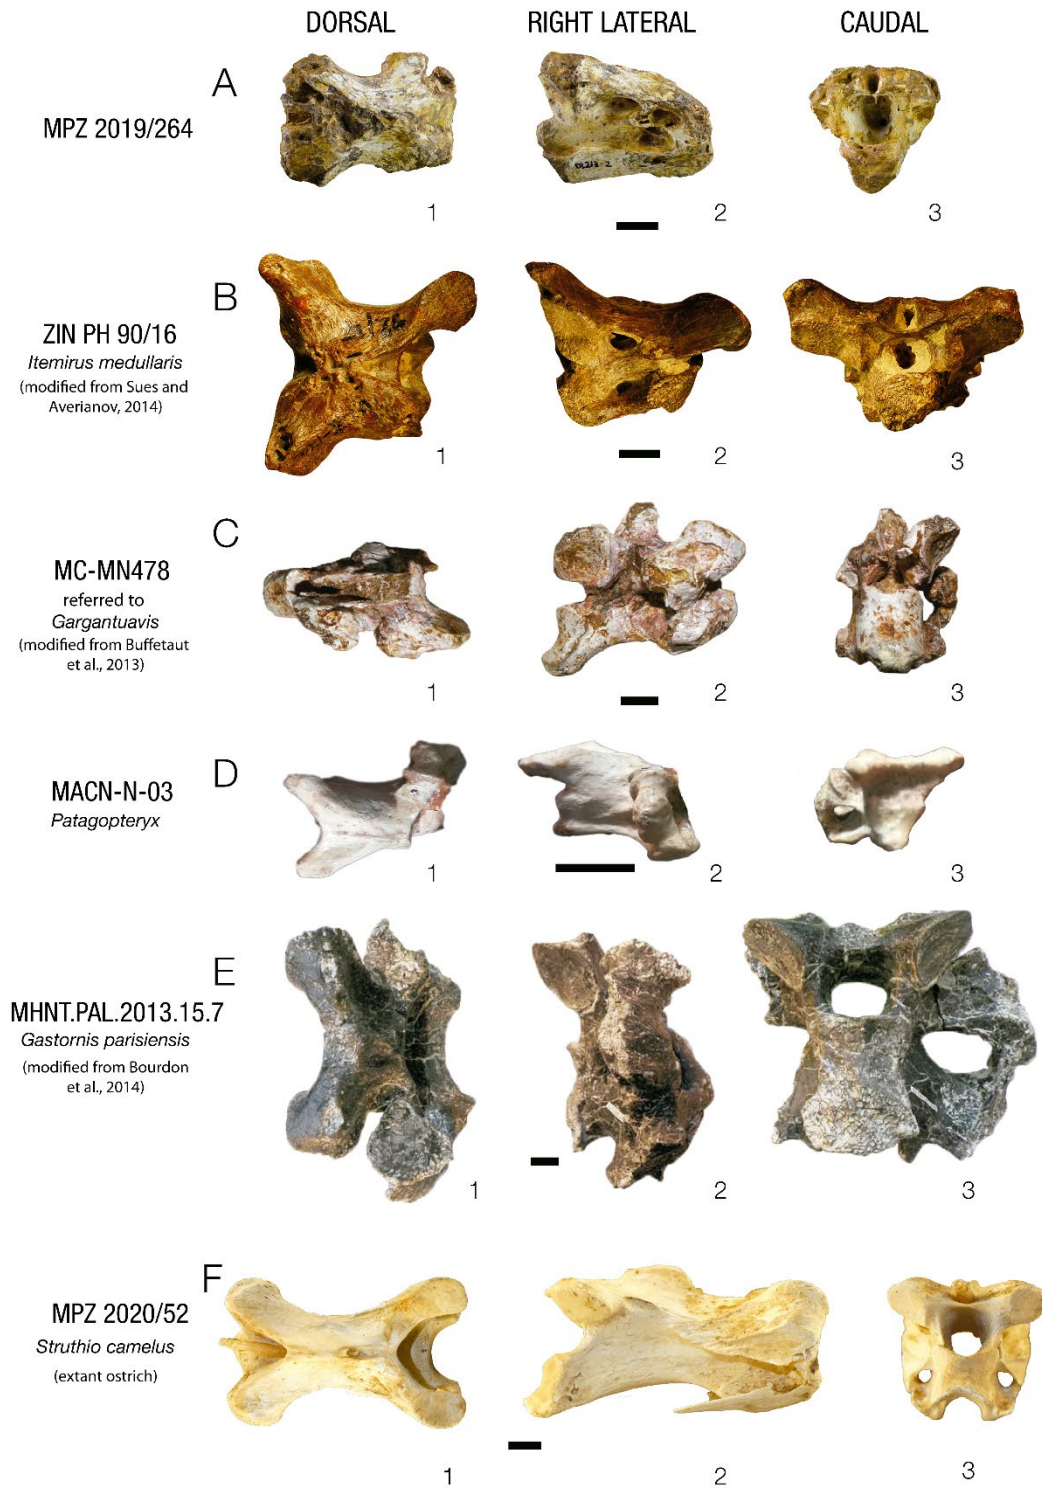 DORSAL
RIGHT LATERAL
CAUDAL
A
MPZ 2019/264
1
2
3
B
ZIN PH 90/16
Itemirus medullaris
(modified from Sues and
Averianov, 2014)
1
2
3
C
MC-MN478
referred to
Gargantuavis
(modified from Buffetaut
et al., 2013)
1
2
3
D
MACN-N-03
Patagopteryx
1
2
3
E
MHNT.PAL.2013.15.7
Gastornis parisiensis
(modified from Bourdon
et al., 2014)
1
2
3
F
MPZ 2020/52
Struthio camelus
(extant ostrich)
1
2
3